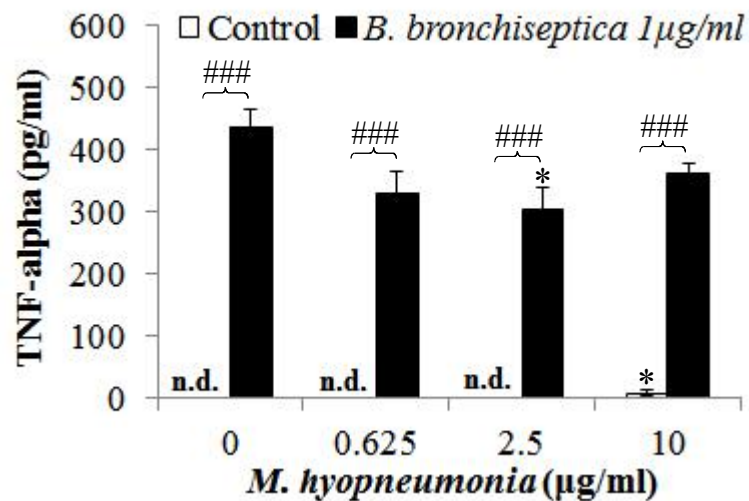 □ Control ■ B. bronchiseptica 1µg/ml
TNF-alpha (pg/ml)
600
500
400
300
200
100
0
### ### ### ###
* *
n.d. n.d. n.d.
0 0.625 2.5 10
M. hyopneumonia (µg/ml)